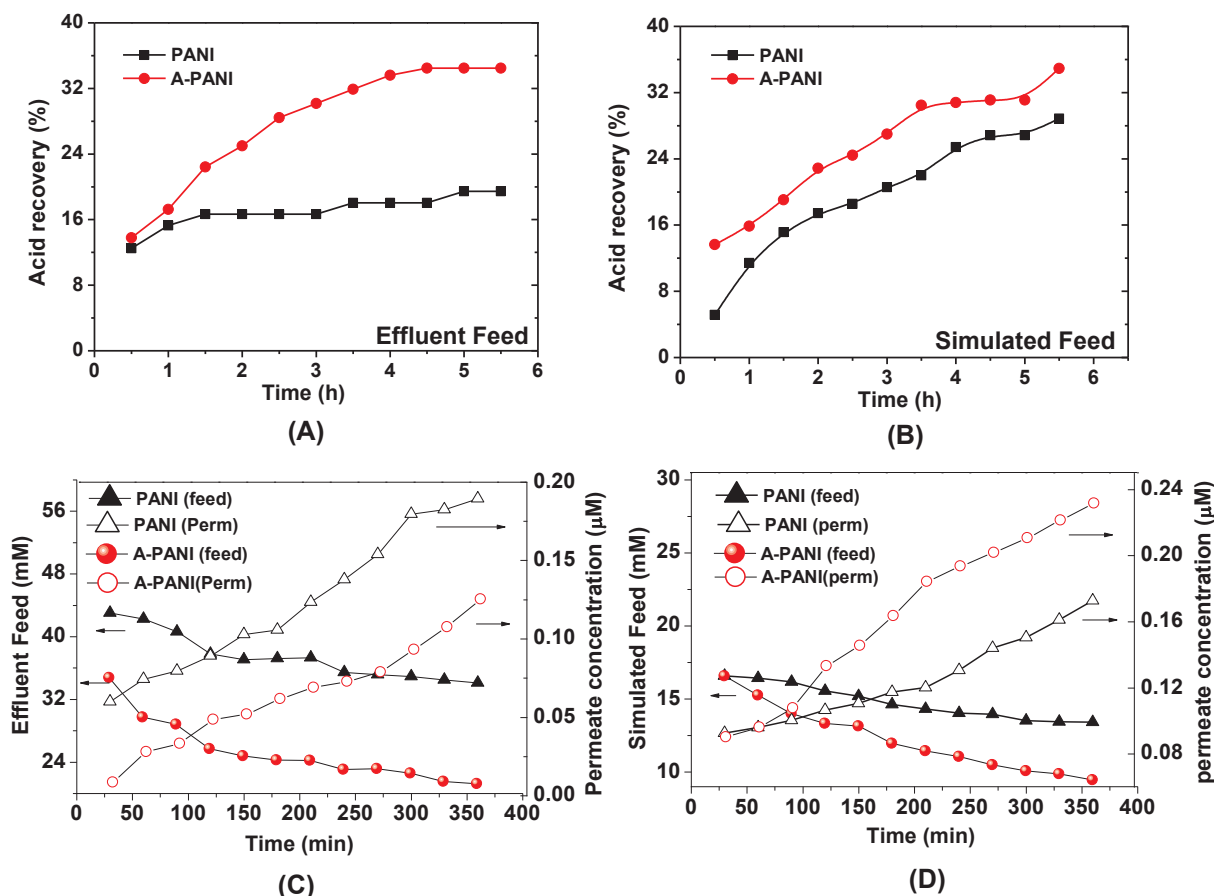 PANI
A-PANI
Acid recovery (%)
40
32
24
16
8
0
0 1 2 3 4 5 6
Effluent Feed
Time (h)
(A)
PANI
A-PANI
Acid recovery (%)
40
32
24
16
8
0
0 1 2 3 4 5 6
Simulated Feed
Time (h)
(B)
PANI (feed)
PANI (Perm)
A-PANI (feed)
A-PANI(Perm)
Effluent Feed (mM)
56
48
40
32
24
0 50 100 150 200 250 300 350 400
Time (min)
0.20
0.15
0.10
0.05
0.00
Permeate concentration (μM)
(C)
PANI (feed)
PANI (perm)
A-PANI (feed)
A-PANI(perm)
Simulated Feed (mM)
30
25
20
15
10
0 50 100 150 200 250 300 350 400
Time (min)
0.24
0.20
0.16
0.12
0.08
permeate concentration (μM)
(D)